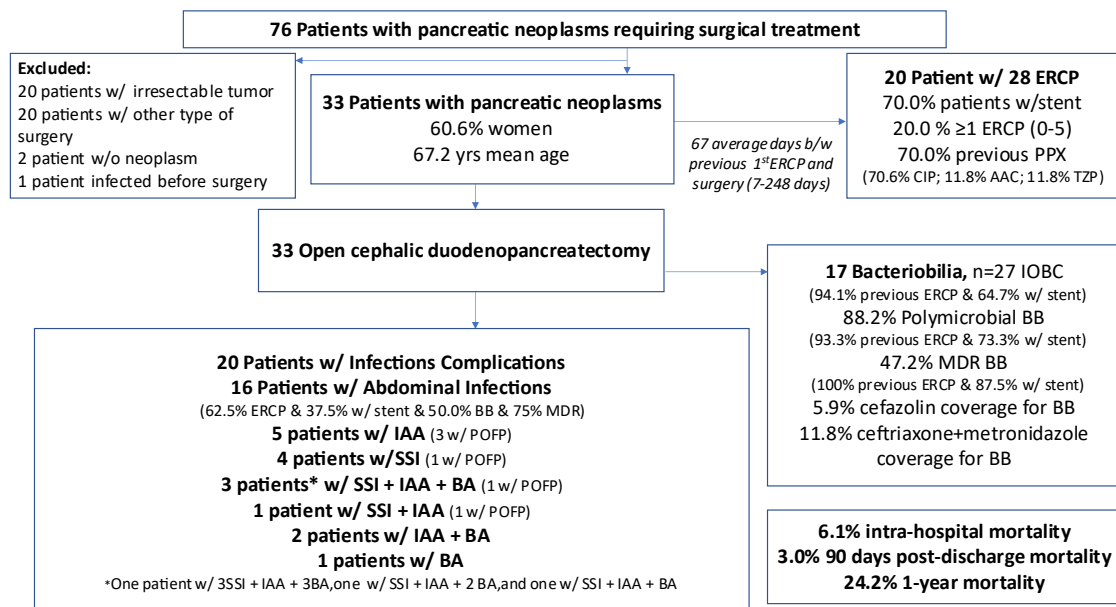 76 Patients with pancreatic neoplasms requiring surgical treatment
Excluded:
20 patients w/ irresectable tumor
20 patients w/ other type of
surgery
2 patient w/o neoplasm
1 patient infected before surgery
33 Patients with pancreatic neoplasms
60.6% women
67.2 yrs mean age
67 average days b/w
previous 1st ERCP and
surgery (7-248 days)
20 Patient w/ 28 ERCP
70.0% patients w/stent
20.0 % ≥1 ERCP (0-5)
70.0% previous PPX
(70.6% CIP; 11.8% AAC; 11.8% TZP)
33 Open cephalic duodenopancreatectomy
17 Bacteriobilia, n=27 IOBC
(94.1% previous ERCP & 64.7% w/ stent)
88.2% Polymicrobial BB
(93.3% previous ERCP & 73.3% w/ stent)
47.2% MDR BB
(100% previous ERCP & 87.5% w/ stent)
5.9% cefazolin coverage for BB
11.8% ceftriaxone+metronidazole
coverage for BB
20 Patients w/ Infections Complications
16 Patients w/ Abdominal Infections
(62.5% ERCP & 37.5% w/ stent & 50.0% BB & 75% MDR)
5 patients w/ IAA (3 w/ POFP)
4 patients w/SSI (1 w/ POFP)
3 patients* w/ SSI + IAA + BA (1 w/ POFP)
1 patient w/ SSI + IAA (1 w/ POFP)
2 patients w/ IAA + BA
1 patients w/ BA
*One patient w/ 3SSI + IAA + 3BA,one w/ SSI + IAA + 2 BA,and one w/ SSI + IAA + BA
6.1% intra-hospital mortality
3.0% 90 days post-discharge mortality
24.2% 1-year mortality